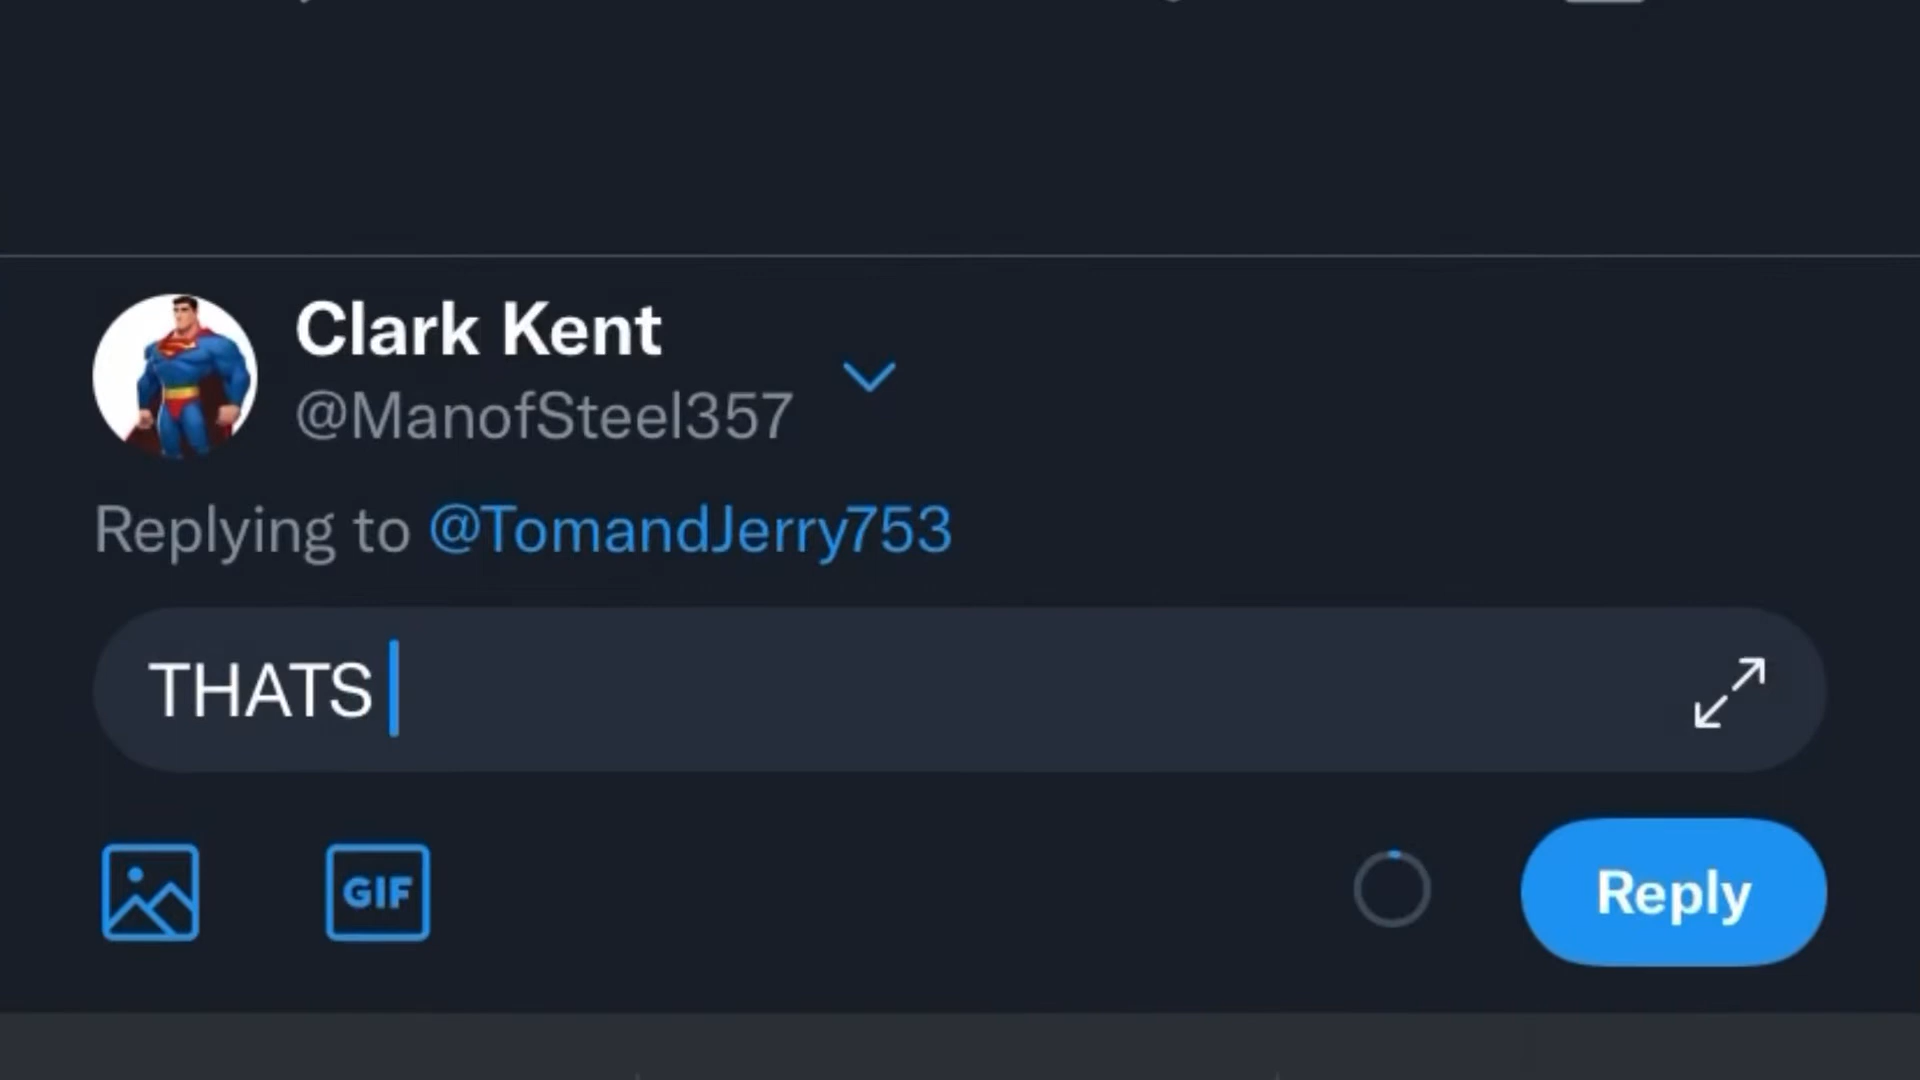 Clark Kent
@ManofSteel357
Replying to @TomandJerry753
THATS
GIF
Reply